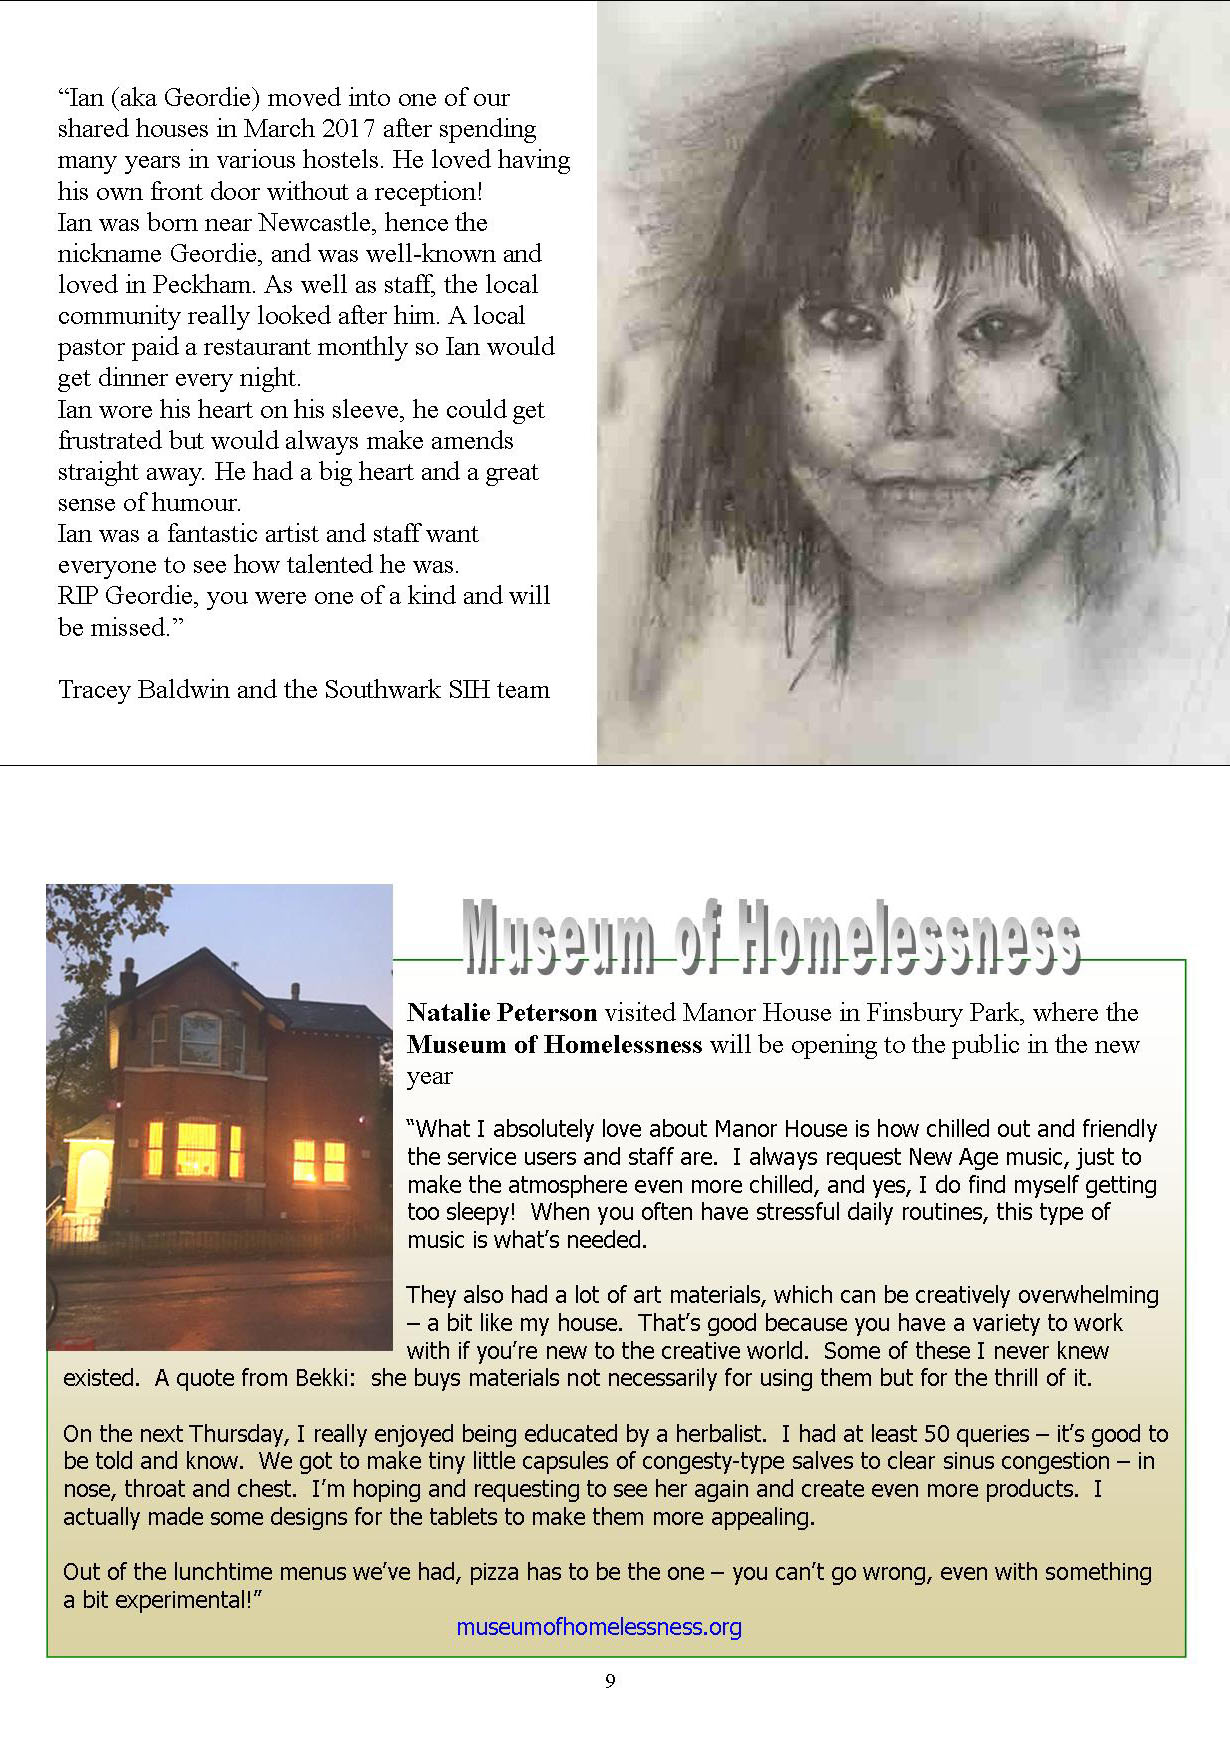 “Ian (aka Geordie) moved into one of our
shared houses in March 2017 after spending
many years in various hostels. He loved having
his own front door without a reception!
Ian was born near Newcastle, hence the
nickname Geordie, and was well-known and
loved in Peckham. As well as staff, the local
community really looked after him. A local
pastor paid a restaurant monthly so Ian would
get dinner every night.
Ian wore his heart on his sleeve, he could get
frustrated but would always make amends
straight away. He had a big heart and a great
sense of humour.
Ian was a fantastic artist and staff want
everyone to see how talented he was.
RIP Geordie, you were one of a kind and will
be missed.”
Tracey Baldwin and the Southwark SIH team
Museum of Homelessness
Natalie Peterson visited Manor House in Finsbury Park, where the
Museum of Homelessness will be opening to the public in the new
year
“What I absolutely love about Manor House is how chilled out and friendly
the service users and staff are.  I always request New Age music, just to
make the atmosphere even more chilled, and yes, I do find myself getting
too sleepy!  When you often have stressful daily routines, this type of
music is what’s needed.
They also had a lot of art materials, which can be creatively overwhelming
– a bit like my house.  That’s good because you have a variety to work
with if you’re new to the creative world.  Some of these I never knew
existed.  A quote from Bekki:  she buys materials not necessarily for using them but for the thrill of it.
On the next Thursday, I really enjoyed being educated by a herbalist.  I had at least 50 queries – it’s good to
be told and know.  We got to make tiny little capsules of congesty-type salves to clear sinus congestion – in
nose, throat and chest.  I’m hoping and requesting to see her again and create even more products.  I
actually made some designs for the tablets to make them more appealing.
Out of the lunchtime menus we’ve had, pizza has to be the one – you can’t go wrong, even with something
a bit experimental!”
museumofhomelessness.org
9